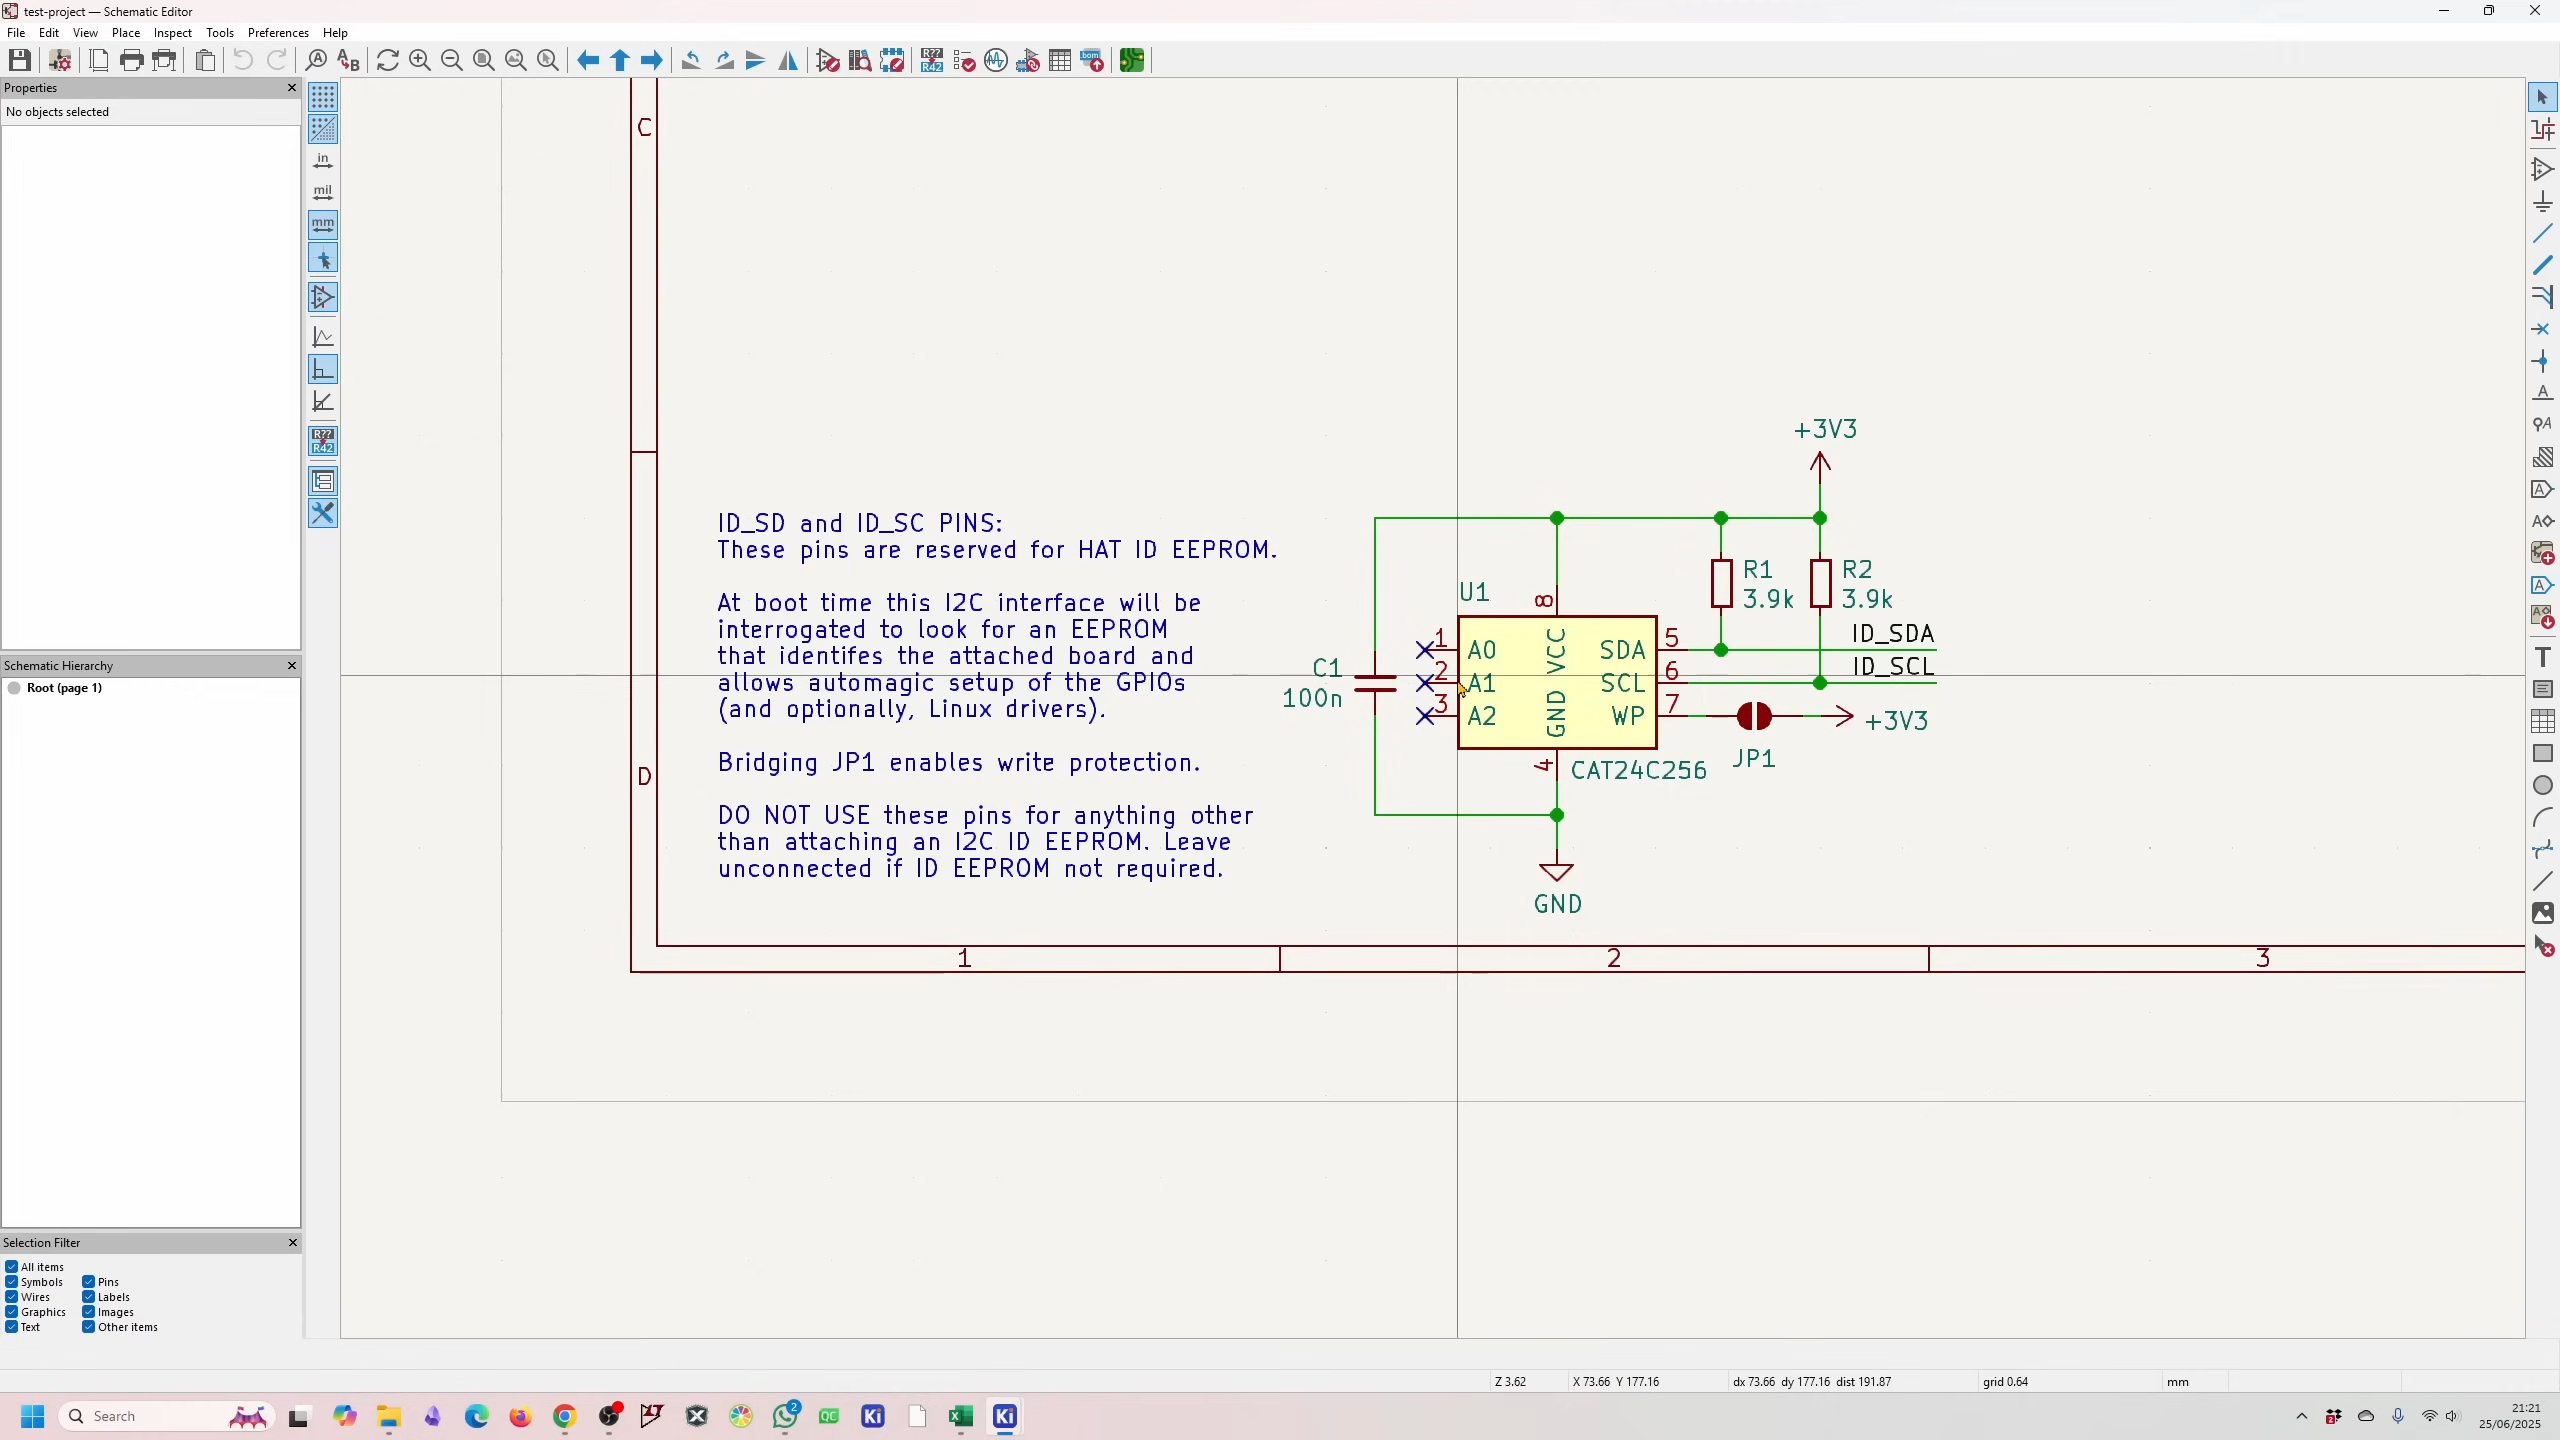 test-project — Schematic Editor
File Edit View Place Inspect Tools Preferences Help
Properties
No objects selected
in
mil
mm
R??
R42
Schematic Hierarchy
Root (page 1)
Selection Filter
All items
Symbols Pins
Wires Labels
Graphics Images
Text Other items
C
D
ID_SD and ID_SC PINS:
These pins are reserved for HAT ID EEPROM.
At boot time this I2C interface will be
interrogated to look for an EEPROM
that identifes the attached board and
allows automagic setup of the GPIOs
(and optionally, Linux drivers).
Bridging JP1 enables write protection.
DO NOT USE these pins for anything other
than attaching an I2C ID EEPROM. Leave
unconnected if ID EEPROM not required.
+3V3
R1
3.9k
R2
3.9k
U1
8
C1
100n
1 A0
2 A1
3 A2
VCC
GND
SDA 5
SCL 6
WP 7
ID_SDA
ID_SCL
+3V3
JP1
4
CAT24C256
GND
1 2 3
Z 3.62 X 73.66 Y 177.16 dx 73.66 dy 177.16 dist 191.87 grid 0.64 mm
Search
2
QC
Ki
Ki
21:21
25/06/2025